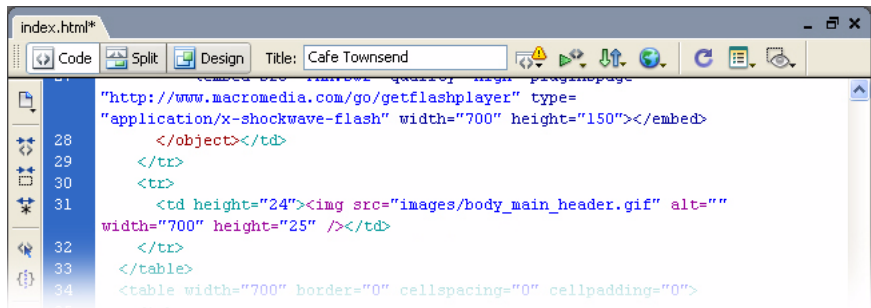 index.html*
Code Split Design Title: Cafe Townsend
"http://www.macromedia.com/go/getflashplayer" type=
"application/x-shockwave-flash" width="700" height="150"></embed>
28 </object></td>
29 </tr>
30 <tr>
31 <td height="24"><img src="images/body_main_header.gif" alt=""
width="700" height="25" /></td>
32 </tr>
33 </table>
34 <table width="700" border="0" cellspacing="0" cellpadding="0">